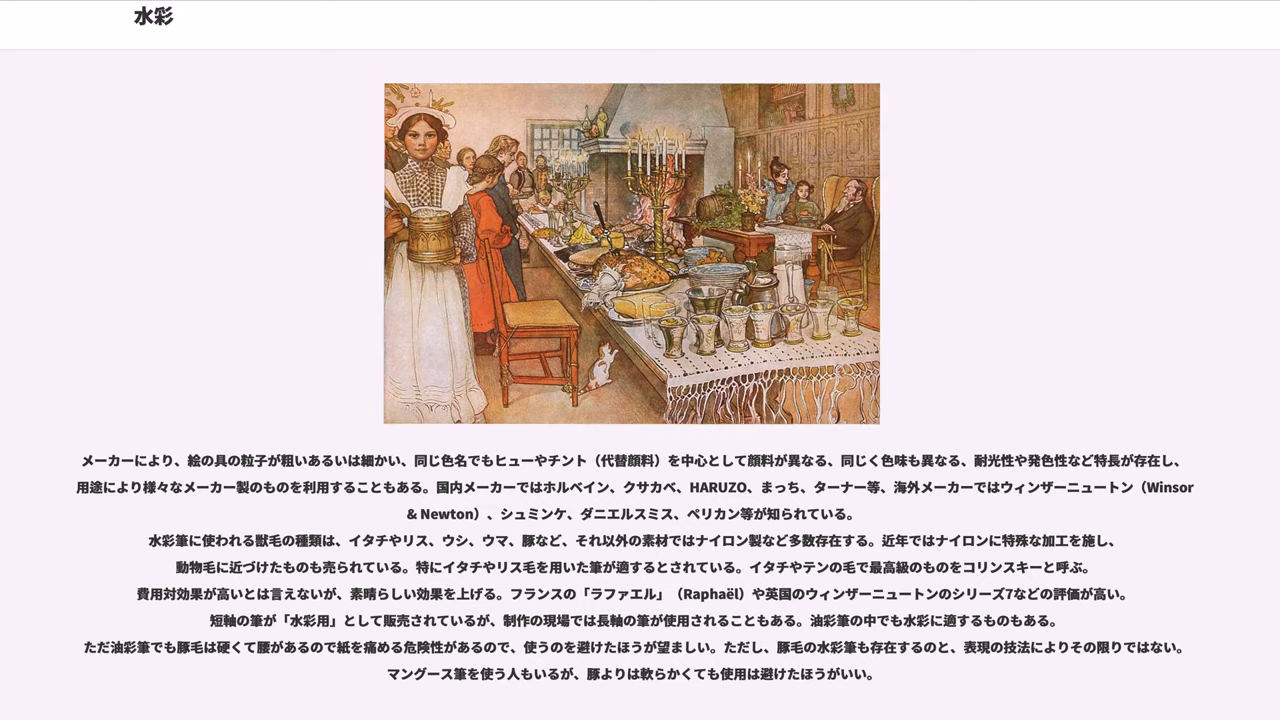 水彩
メーカーにより、絵の具の粒子が粗いあるいは細かい、同じ色名でもヒューやチント（代替顔料）を中心として顔料が異なる、同じく色味も異なる、耐光性や発色性など特長が存在し、
用途により様々なメーカー製のものを利用することもある。国内メーカーではホルベイン、クサカベ、HARUZO、まっち、ターナー等、海外メーカーではウィンザーニュートン（Winsor
& Newton）、シュミンケ、ダニエルスミス、ペリカン等が知られている。
水彩筆に使われる獣毛の種類は、イタチやリス、ウシ、ウマ、豚など、それ以外の素材ではナイロン製など多数存在する。近年ではナイロンに特殊な加工を施し、
動物毛に近づけたものも売られている。特にイタチやリス毛を用いた筆が適するとされている。イタチやテンの毛で最高級のものをコリンスキーと呼ぶ。
費用対効果が高いとは言えないが、素晴らしい効果を上げる。フランスの「ラファエル」（Raphaël）や英国のウィンザーニュートンのシリーズ7などの評価が高い。
短軸の筆が「水彩用」として販売されているが、制作の現場では長軸の筆が使用されることもある。油彩筆の中でも水彩に適するものもある。
ただ油彩筆でも豚毛は硬くて腰があるので紙を痛める危険性があるので、使うのを避けたほうが望ましい。ただし、豚毛の水彩筆も存在するのと、表現の技法によりその限りではない。
マングース筆を使う人もいるが、豚よりは軟らかくても使用は避けたほうがいい。